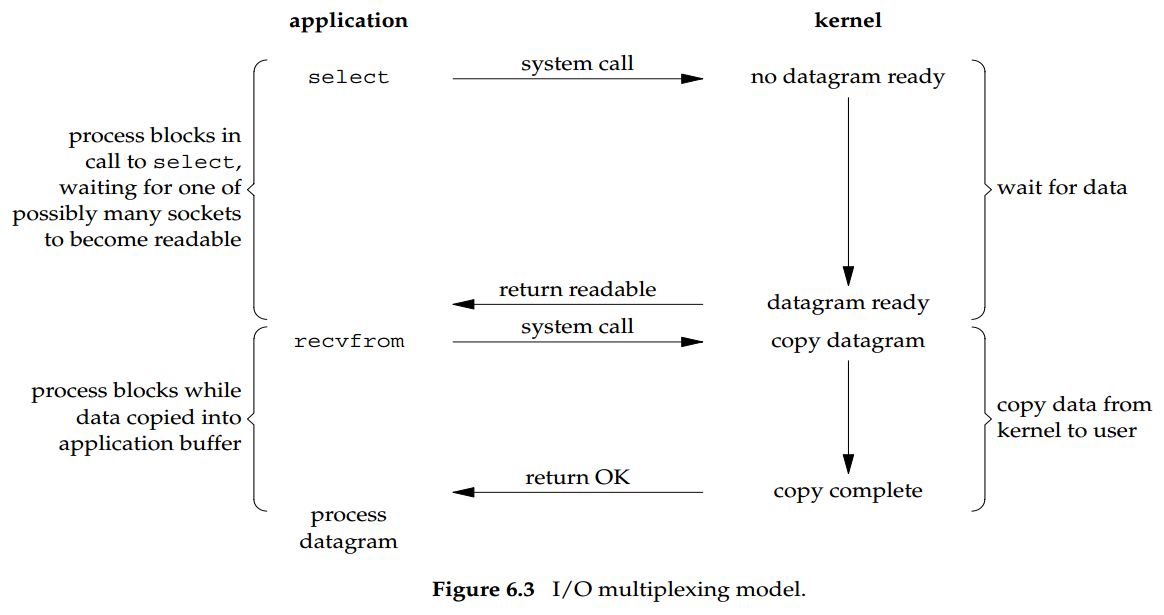 application
kernel
select
system call
no datagram ready
process blocks in
call to select,
waiting for one of
possibly many sockets
to become readable
wait for data
return readable
datagram ready
recvfrom
system call
copy datagram
process blocks while
data copied into
application buffer
copy data from
kernel to user
return OK
copy complete
process
datagram
Figure 6.3 I/O multiplexing model.